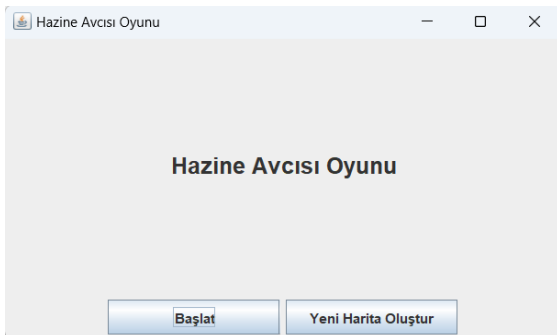 Hazine Avcısı Oyunu
Hazine Avcısı Oyunu
Başlat
Yeni Harita Oluştur